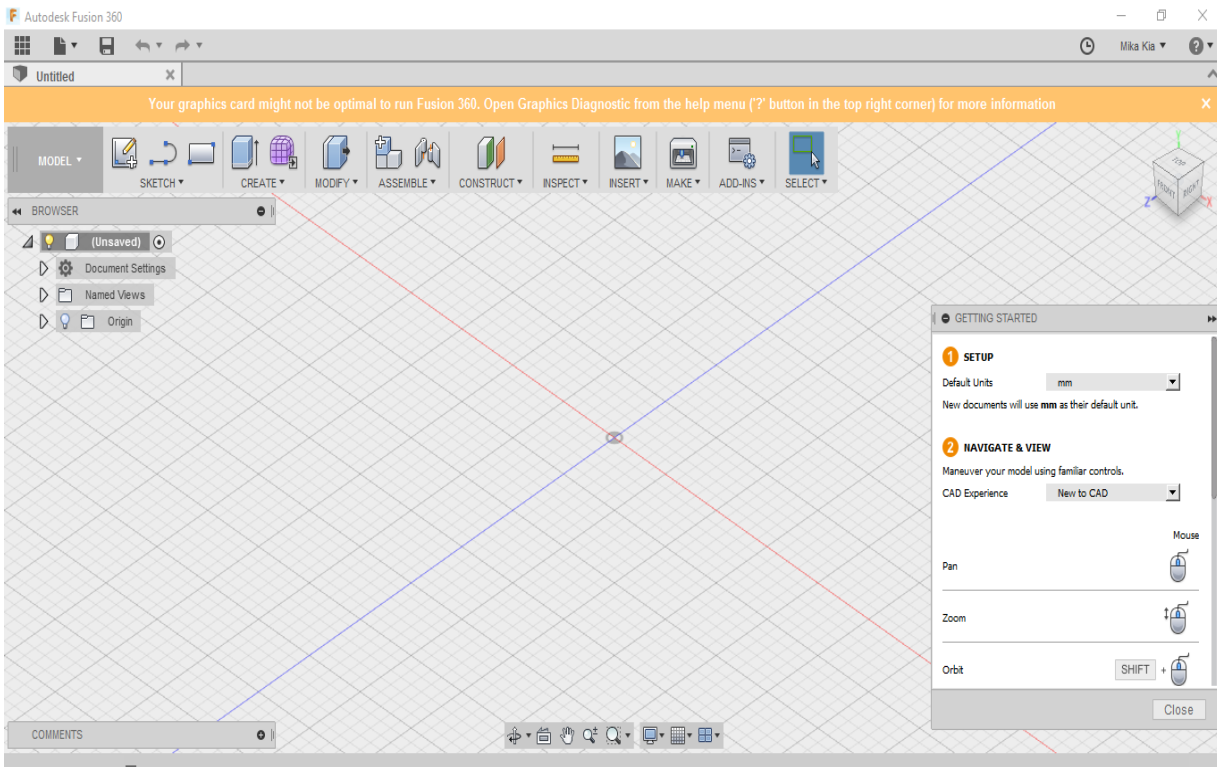 Autodesk Fusion 360
Mika Kia
Untitled
Your graphics card might not be optimal to run Fusion 360. Open Graphics Diagnostic from the help menu ('?' button in the top right corner) for more information
MODEL
SKETCH
CREATE
MODIFY
ASSEMBLE
CONSTRUCT
INSPECT
INSERT
MAKE
ADD-INS
SELECT
Y
TOP
FRONT
RIGHT
Z
X
BROWSER
(Unsaved)
Document Settings
Named Views
Origin
GETTING STARTED
1 SETUP
Default Units mm
New documents will use mm as their default unit.
2 NAVIGATE & VIEW
Maneuver your model using familiar controls.
CAD Experience New to CAD
Mouse
Pan
Zoom
Orbit SHIFT +
Close
COMMENTS